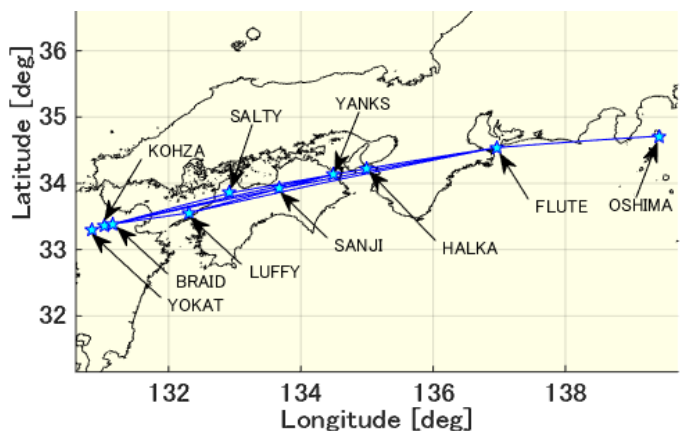 36
35
34
33
32
Latitude [deg]
YANKS
SALTY
KOHZA
FLUTE
OSHIMA
SANJI
HALKA
LUFFY
BRAID
YOKAT
132
134
136
138
Longitude [deg]